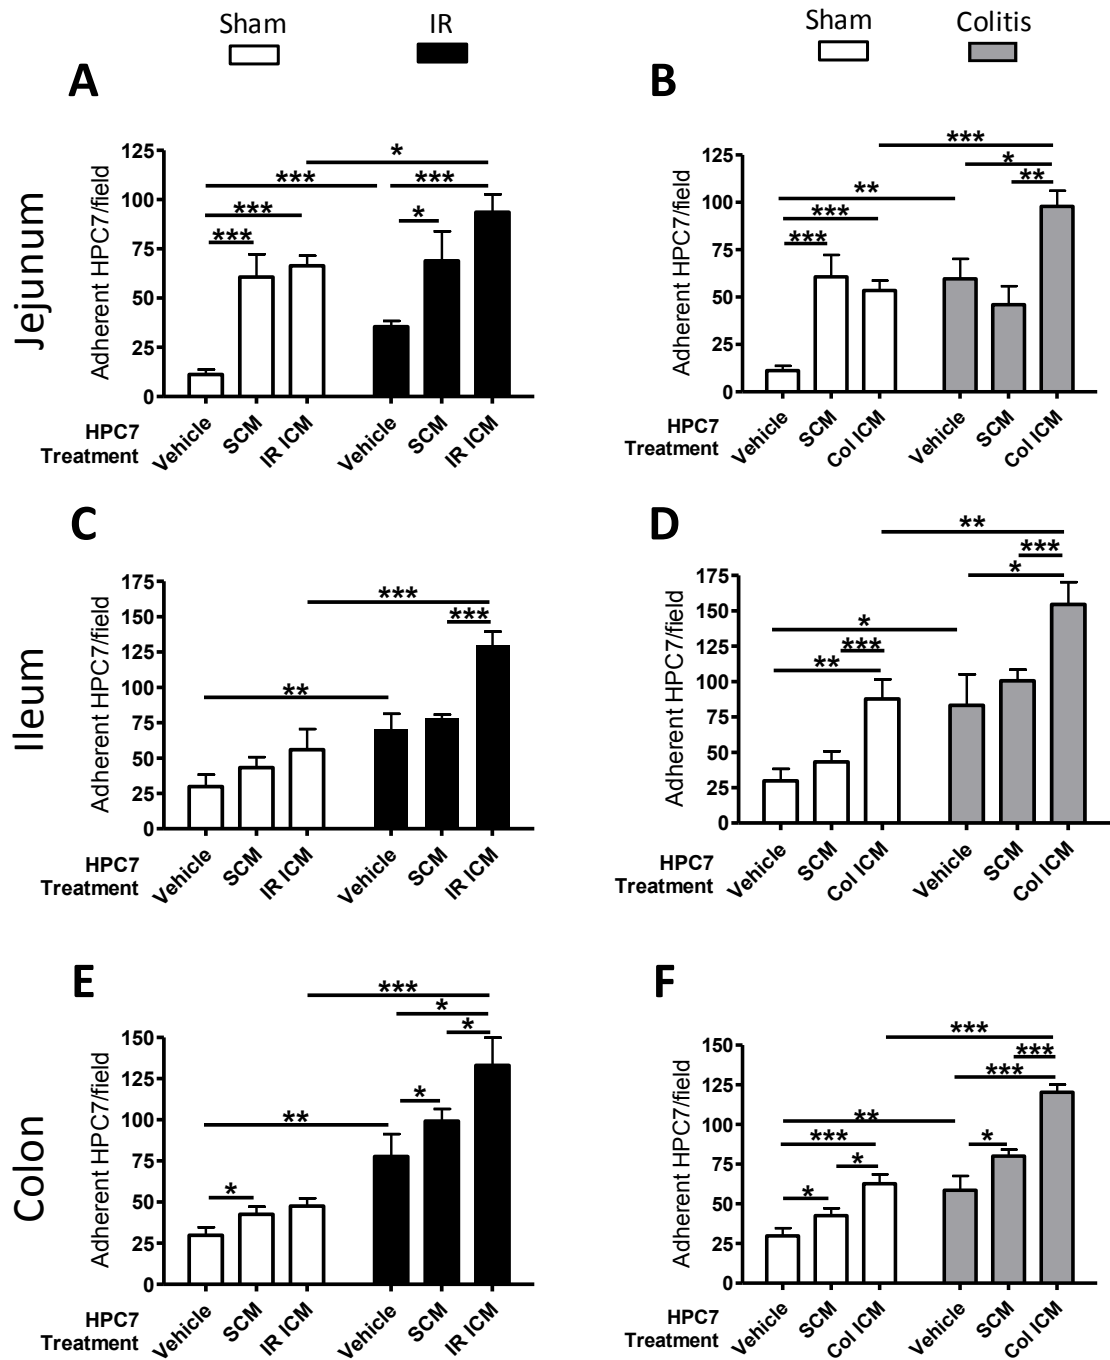 Sham IR
Sham Colitis
A
Jejunum
Adherent HPC7/field
125
100
75
50
25
0
*
***
***
***
***
*
HPC7
Treatment
Vehicle SCM IR ICM Vehicle SCM IR ICM
B
Adherent HPC7/field
125
100
75
50
25
0
***
*
**
**
***
***
HPC7
Treatment
Vehicle SCM Col ICM Vehicle SCM Col ICM
C
Ileum
Adherent HPC7/field
175
150
125
100
75
50
25
0
***
***
**
HPC7
Treatment
Vehicle SCM IR ICM Vehicle SCM IR ICM
D
Adherent HPC7/field
175
150
125
100
75
50
25
0
**
***
*
*
***
**
HPC7
Treatment
Vehicle SCM Col ICM Vehicle SCM Col ICM
E
Colon
Adherent HPC7/field
150
125
100
75
50
25
0
***
*
*
*
**
*
HPC7
Treatment
Vehicle SCM IR ICM Vehicle SCM IR ICM
F
Adherent HPC7/field
150
125
100
75
50
25
0
***
***
***
**
***
*
*
*
HPC7
Treatment
Vehicle SCM Col ICM Vehicle SCM Col ICM